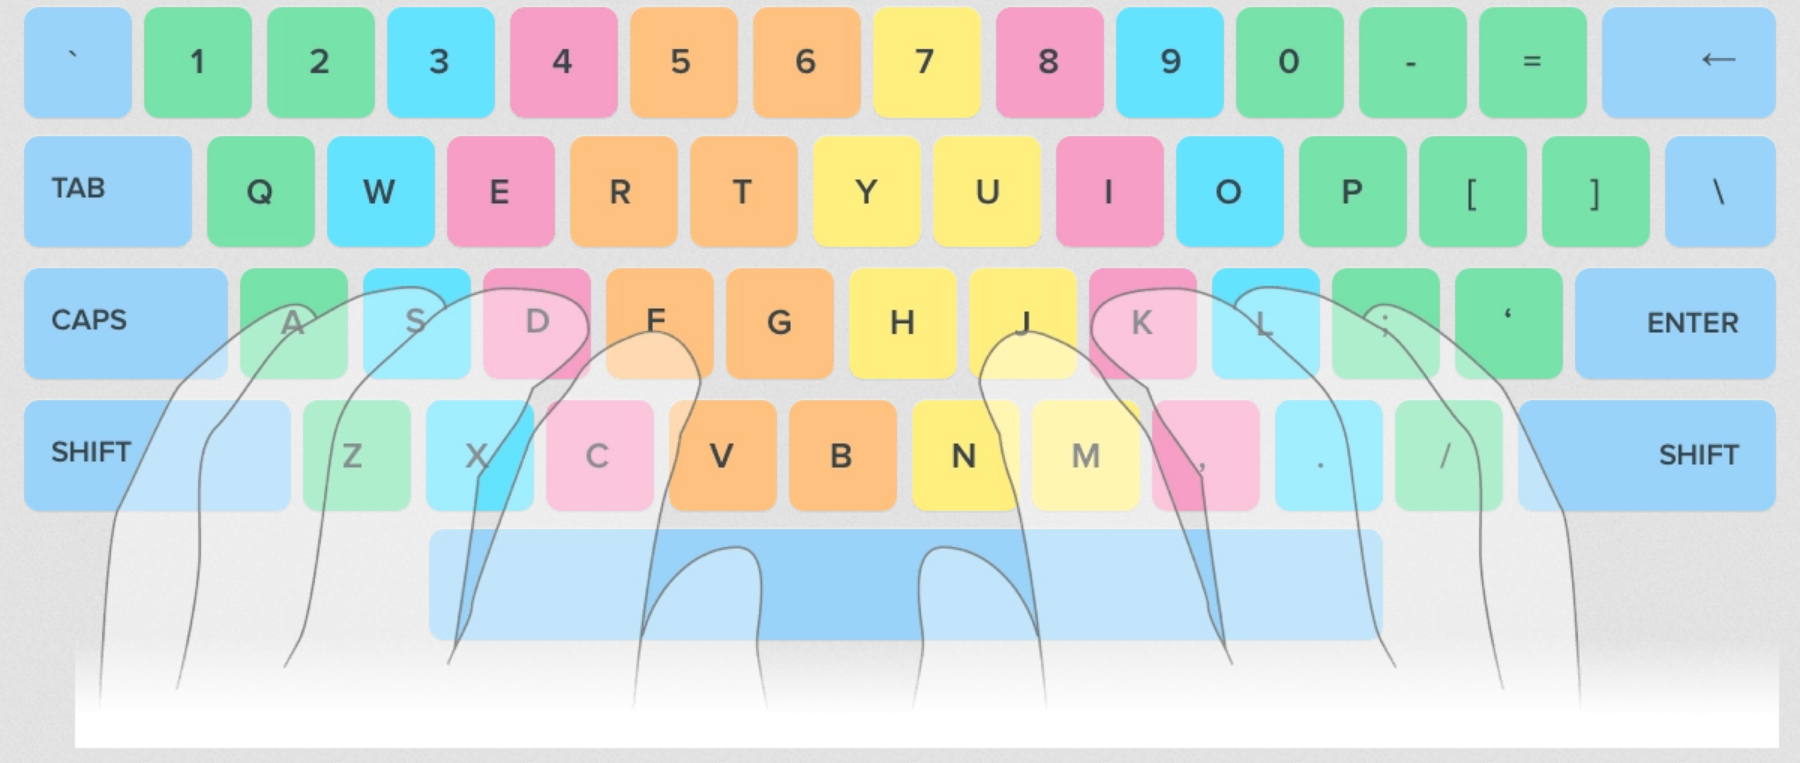 ` 1 2 3 4 5 6 7 8 9 0 - = ←
TAB Q W E R T Y U I O P [ ] \
CAPS A S D F G H J K L ; ‘ ENTER
SHIFT Z X C V B N M , . / SHIFT